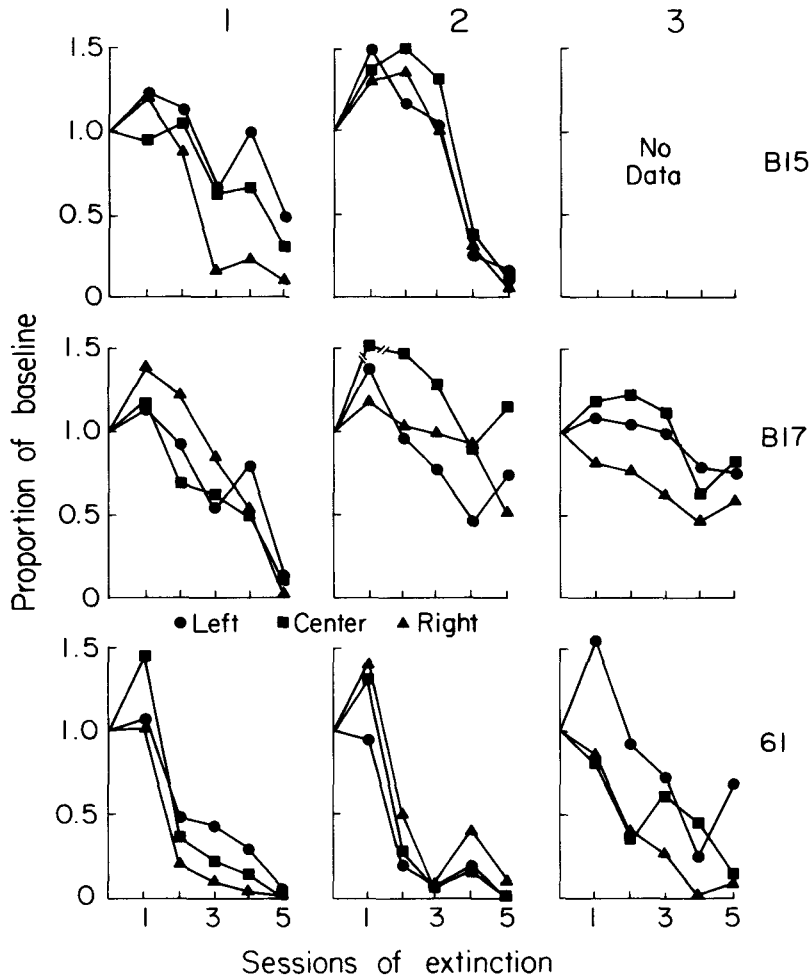 1 2 3
1.5
1.0
0.5
0
No
Data
B15
1.5
1.0
0.5
0
B17
Proportion of baseline
● Left ■ Center ▲ Right
1.5
1.0
0.5
0
61
1 3 5 1 3 5 1 3 5
Sessions of extinction